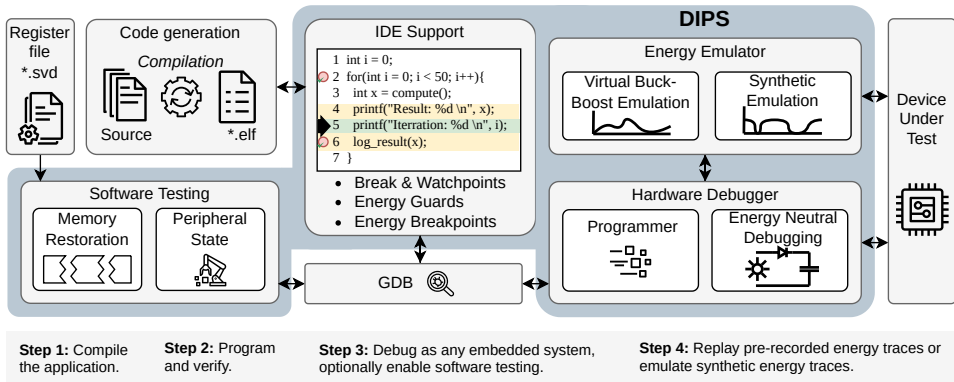 Register
file
*.svd
Code generation
Compilation
Source
*.elf
IDE Support
1 int i = 0;
2 for(int i = 0; i < 50; i++){
3 int x = compute();
4 printf("Result: %d \n", x);
5 printf("Iterration: %d \n", i);
6 log_result(x);
7 }
• Break & Watchpoints
• Energy Guards
• Energy Breakpoints
DIPS
Energy Emulator
Virtual Buck-
Boost Emulation
Synthetic
Emulation
Device
Under
Test
Software Testing
Memory
Restoration
Peripheral
State
Hardware Debugger
Programmer
Energy Neutral
Debugging
GDB
Step 1: Compile
the application.
Step 2: Program
and verify.
Step 3: Debug as any embedded system,
optionally enable software testing.
Step 4: Replay pre-recorded energy traces or
emulate synthetic energy traces.